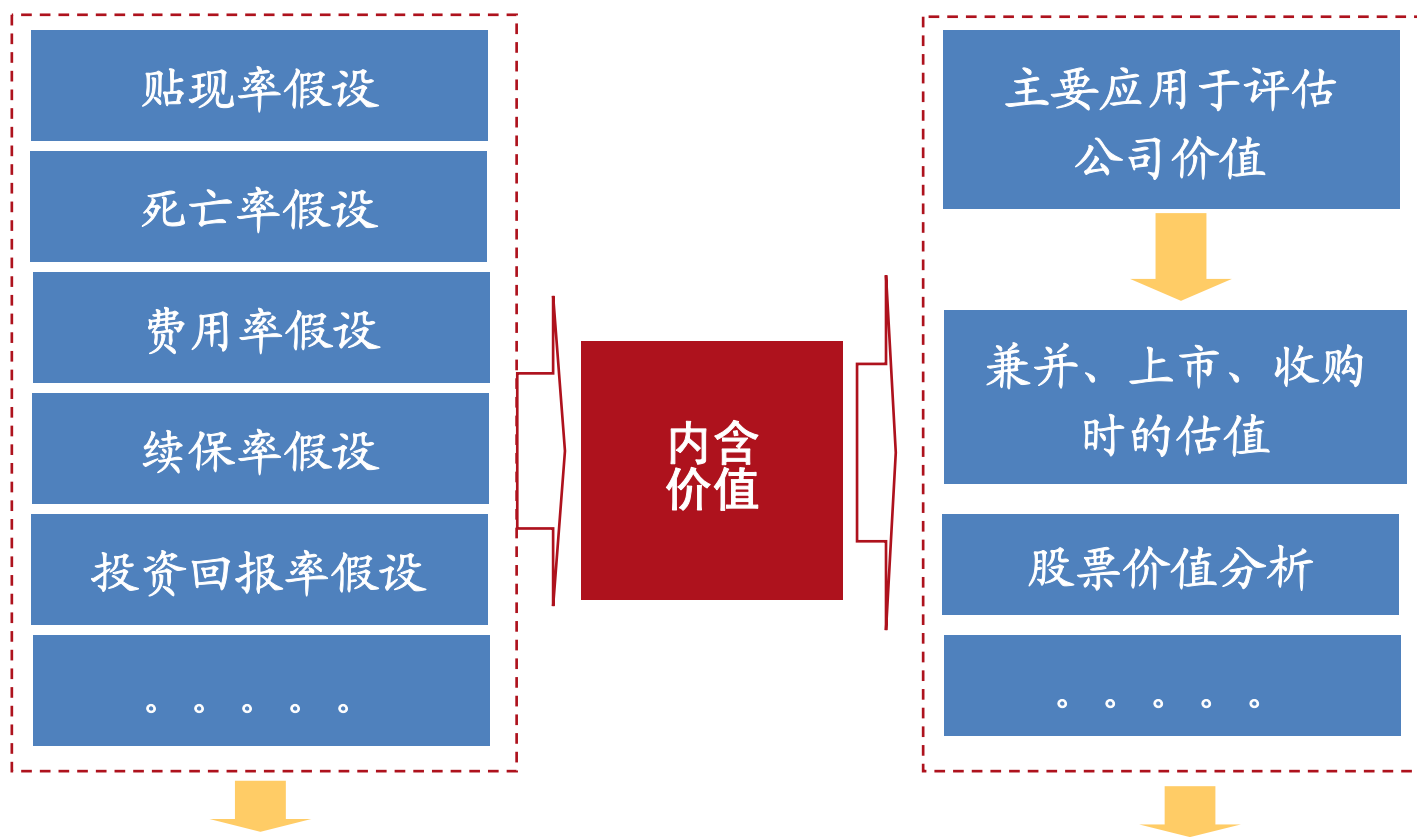 贴现率假设
死亡率假设
费用率假设
续保率假设
投资回报率假设
。。。。。
内含
价值
主要应用于评估
公司价值
兼并、上市、收购
时的估值
股票价值分析
。。。。。